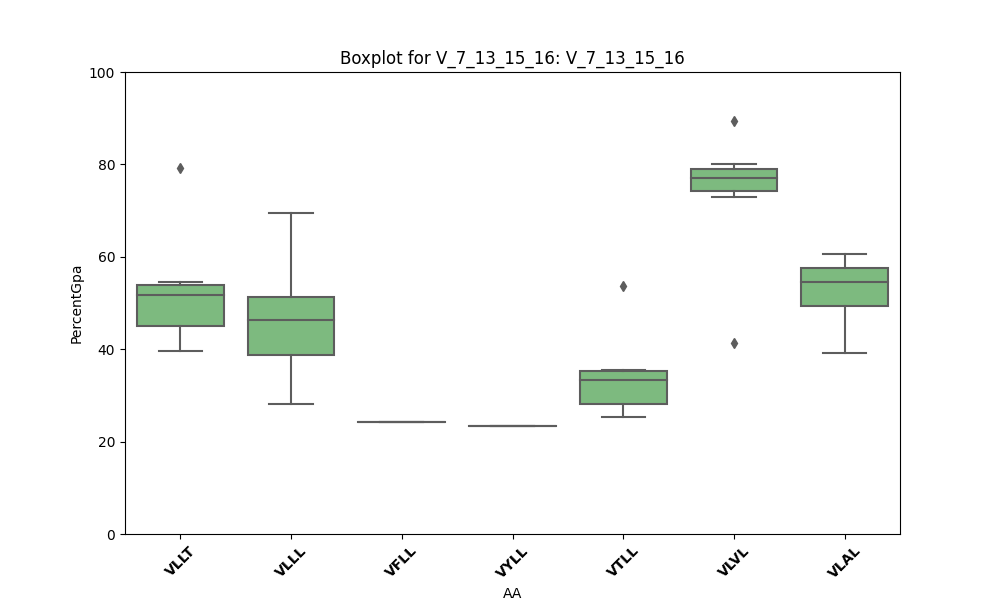 Boxplot for V_7_13_15_16: V_7_13_15_16
100
80
60
40
20
0
PercentGpa
VLLT
VLLL
VFLL
VYLL
VTLL
VLVL
VLAL
AA